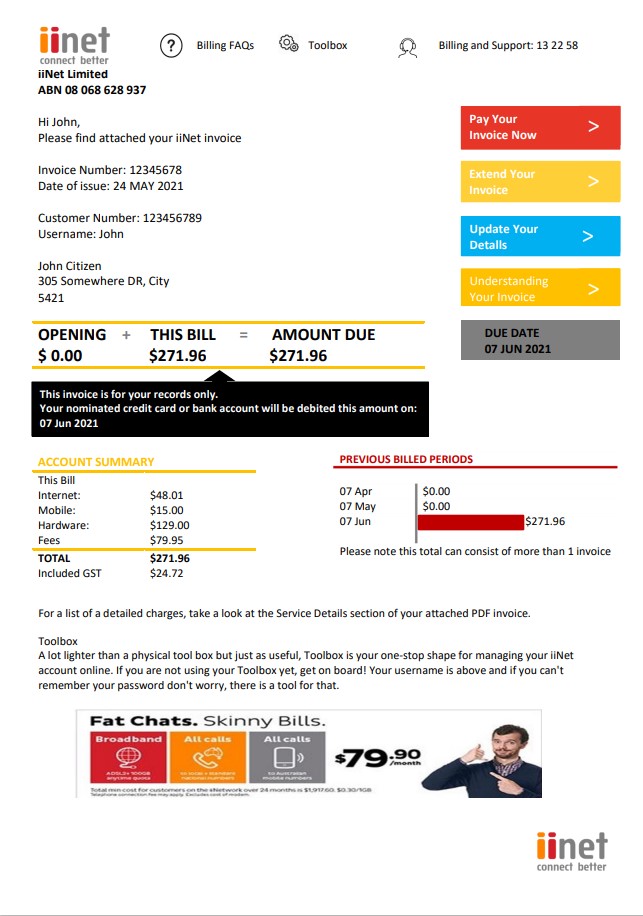 iinet
connect better
Billing FAQs
Toolbox
Billing and Support: 13 22 58
iiNet Limited
ABN 08 068 628 937
Hi John,
Please find attached your iiNet invoice
Invoice Number: 12345678
Date of issue: 24 MAY 2021
Customer Number: 123456789
Username: John
John Citizen
305 Somewhere DR, City
5421
Pay Your
Invoice Now >
Extend Your
Invoice >
Update Your
Details >
Understanding
Your Invoice >
OPENING + THIS BILL = AMOUNT DUE
$ 0.00 $271.96 $271.96
DUE DATE
07 JUN 2021
This invoice is for your records only.
Your nominated credit card or bank account will be debited this amount on:
07 Jun 2021
ACCOUNT SUMMARY
This Bill
Internet: $48.01
Mobile: $15.00
Hardware: $129.00
Fees $79.95
TOTAL $271.96
Included GST $24.72
PREVIOUS BILLED PERIODS
07 Apr $0.00
07 May $0.00
07 Jun $271.96
Please note this total can consist of more than 1 invoice
For a list of a detailed charges, take a look at the Service Details section of your attached PDF invoice.
Toolbox
A lot lighter than a physical tool box but just as useful, Toolbox is your one-stop shape for managing your iiNet
account online. If you are not using your Toolbox yet, get on board! Your username is above and if you can't
remember your password don't worry, there is a tool for that.
Fat Chats. Skinny Bills.
Broadband All calls All calls
$79.90
/month
ADSL2+ 100GB
anytime quota
Total min cost for customers on the eNetwork over 24 months is $1,917.60. $0.30/1GB
Telephone connection fee may apply. Excludes cost of modem.
iinet
connect better